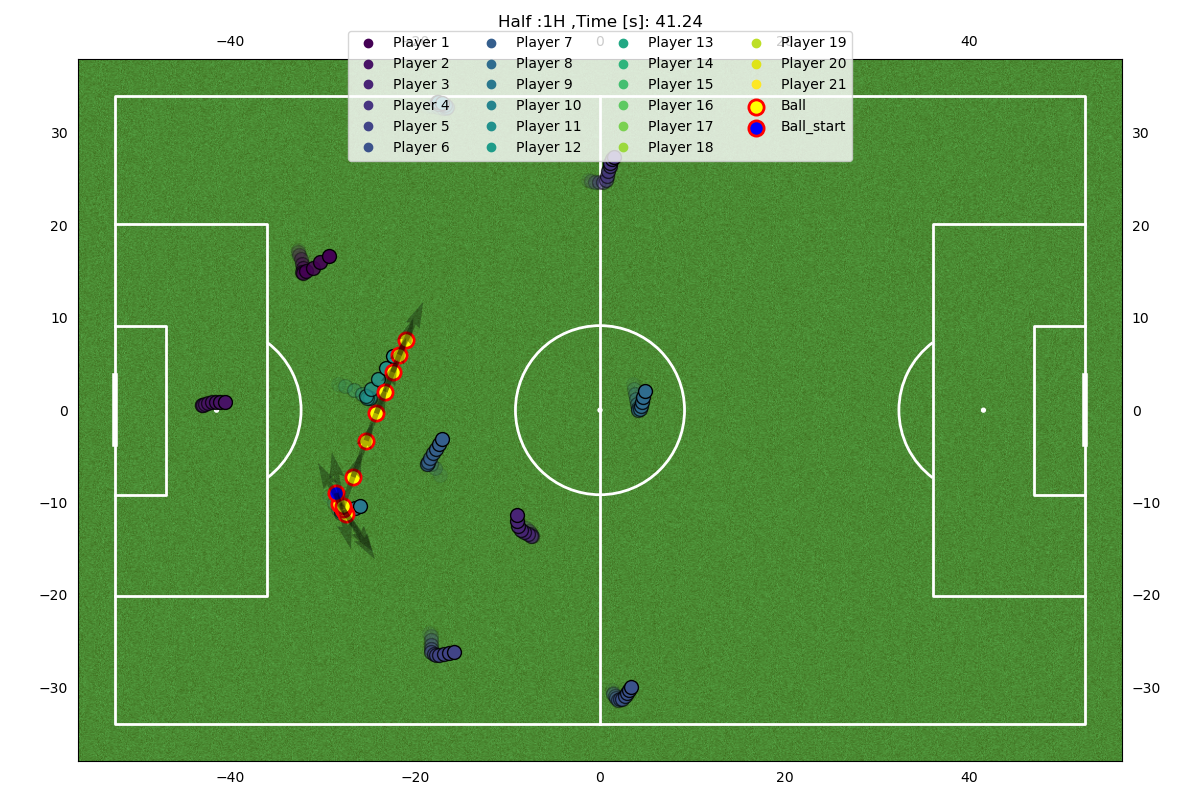 Half :1H ,Time [s]: 41.24
−40 −20 0 20 40
Player 1 Player 7 Player 13 Player 19
Player 2 Player 8 Player 14 Player 20
Player 3 Player 9 Player 15 Player 21
Player 4 Player 10 Player 16 Ball
Player 5 Player 11 Player 17 Ball_start
Player 6 Player 12 Player 18
30 30
20 20
10 10
0 0
−10 −10
−20 −20
−30 −30
−40 −20 0 20 40